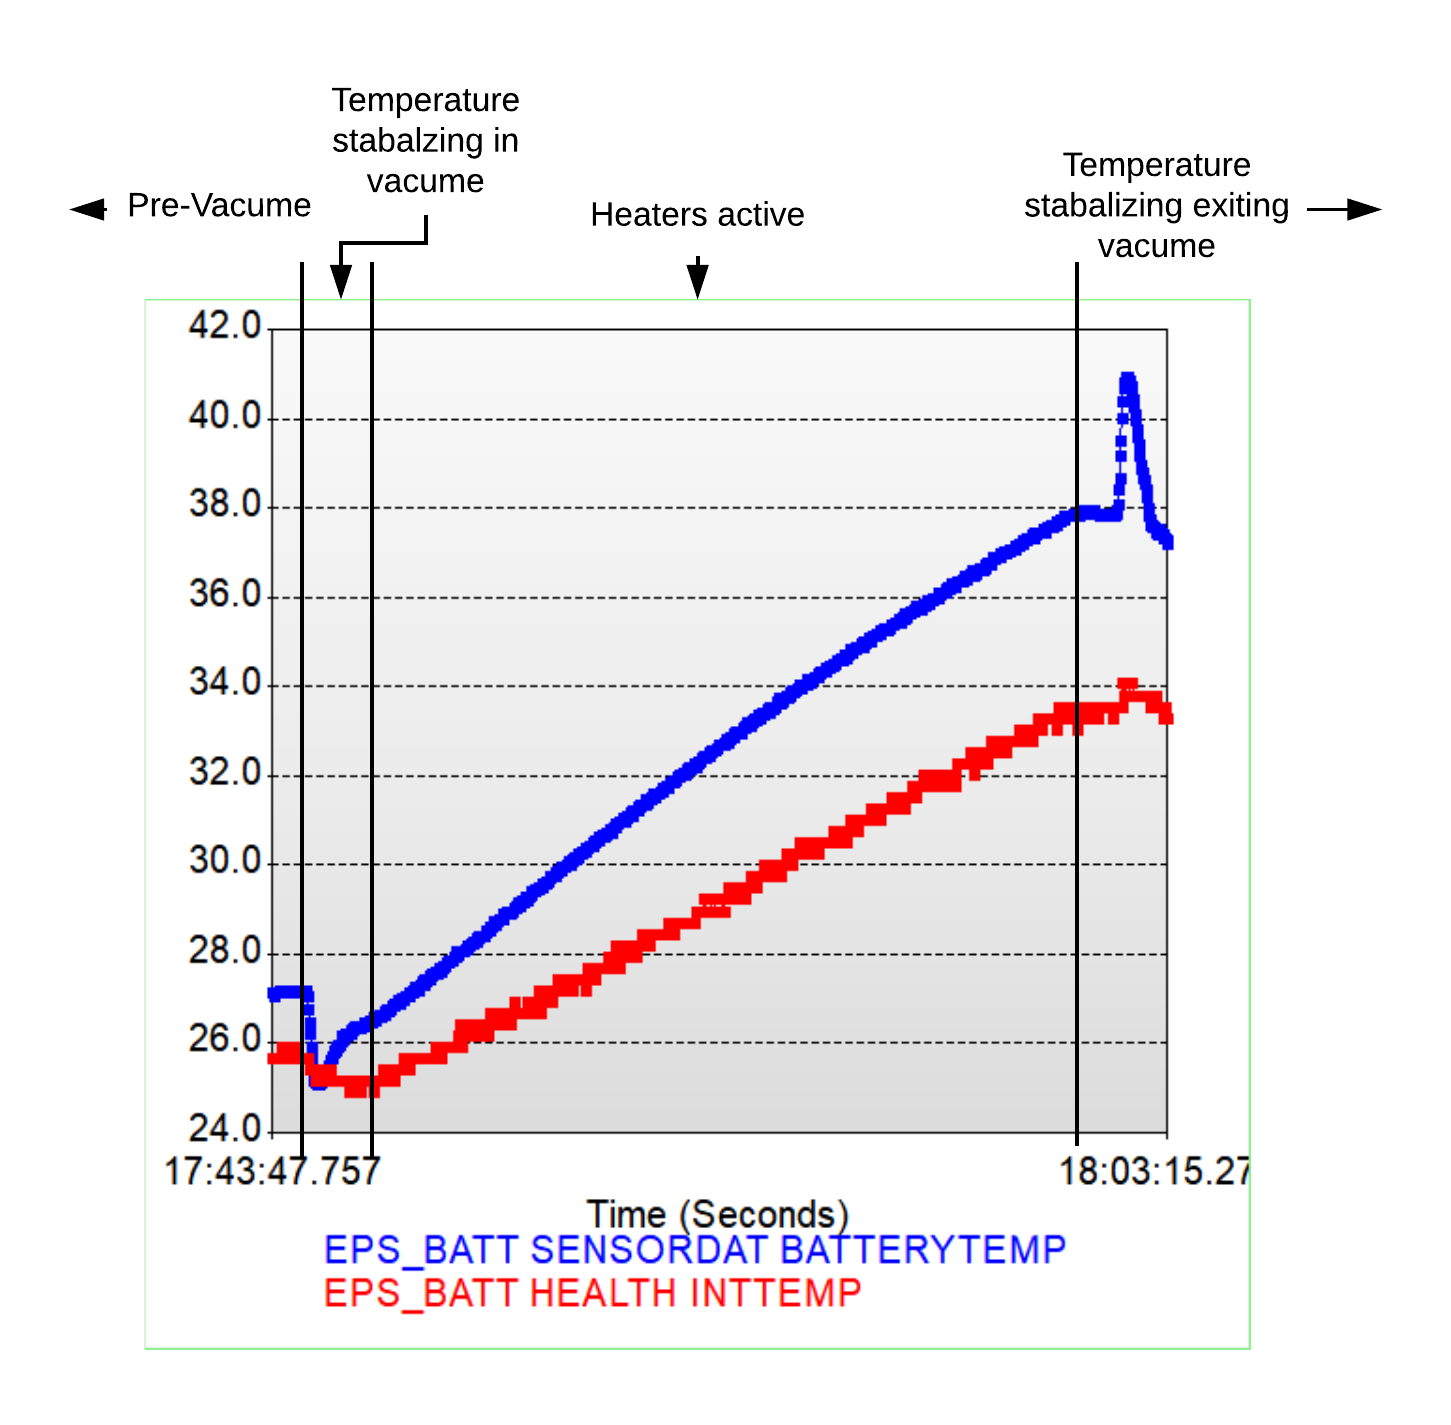 Temperature
stabalzing in
vacume
Pre-Vacume
Heaters active
Temperature
stabalizing exiting
vacume
42.0
40.0
38.0
36.0
34.0
32.0
30.0
28.0
26.0
24.0
17:43:47.757
18:03:15.27
Time (Seconds)
EPS_BATT SENSORDAT BATTERYTEMP
EPS_BATT HEALTH INTTEMP